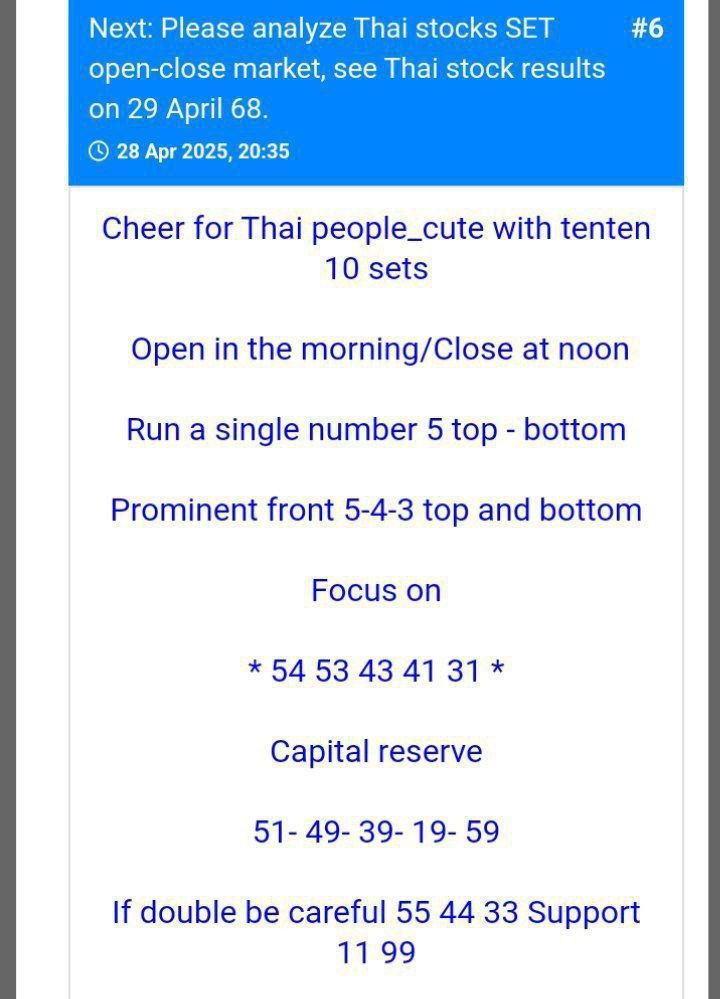 Next: Please analyze Thai stocks SET #6
open-close market, see Thai stock results
on 29 April 68.
28 Apr 2025, 20:35
Cheer for Thai people_cute with tenten
10 sets
Open in the morning/Close at noon
Run a single number 5 top - bottom
Prominent front 5-4-3 top and bottom
Focus on
* 54 53 43 41 31 *
Capital reserve
51- 49- 39- 19- 59
If double be careful 55 44 33 Support
11 99